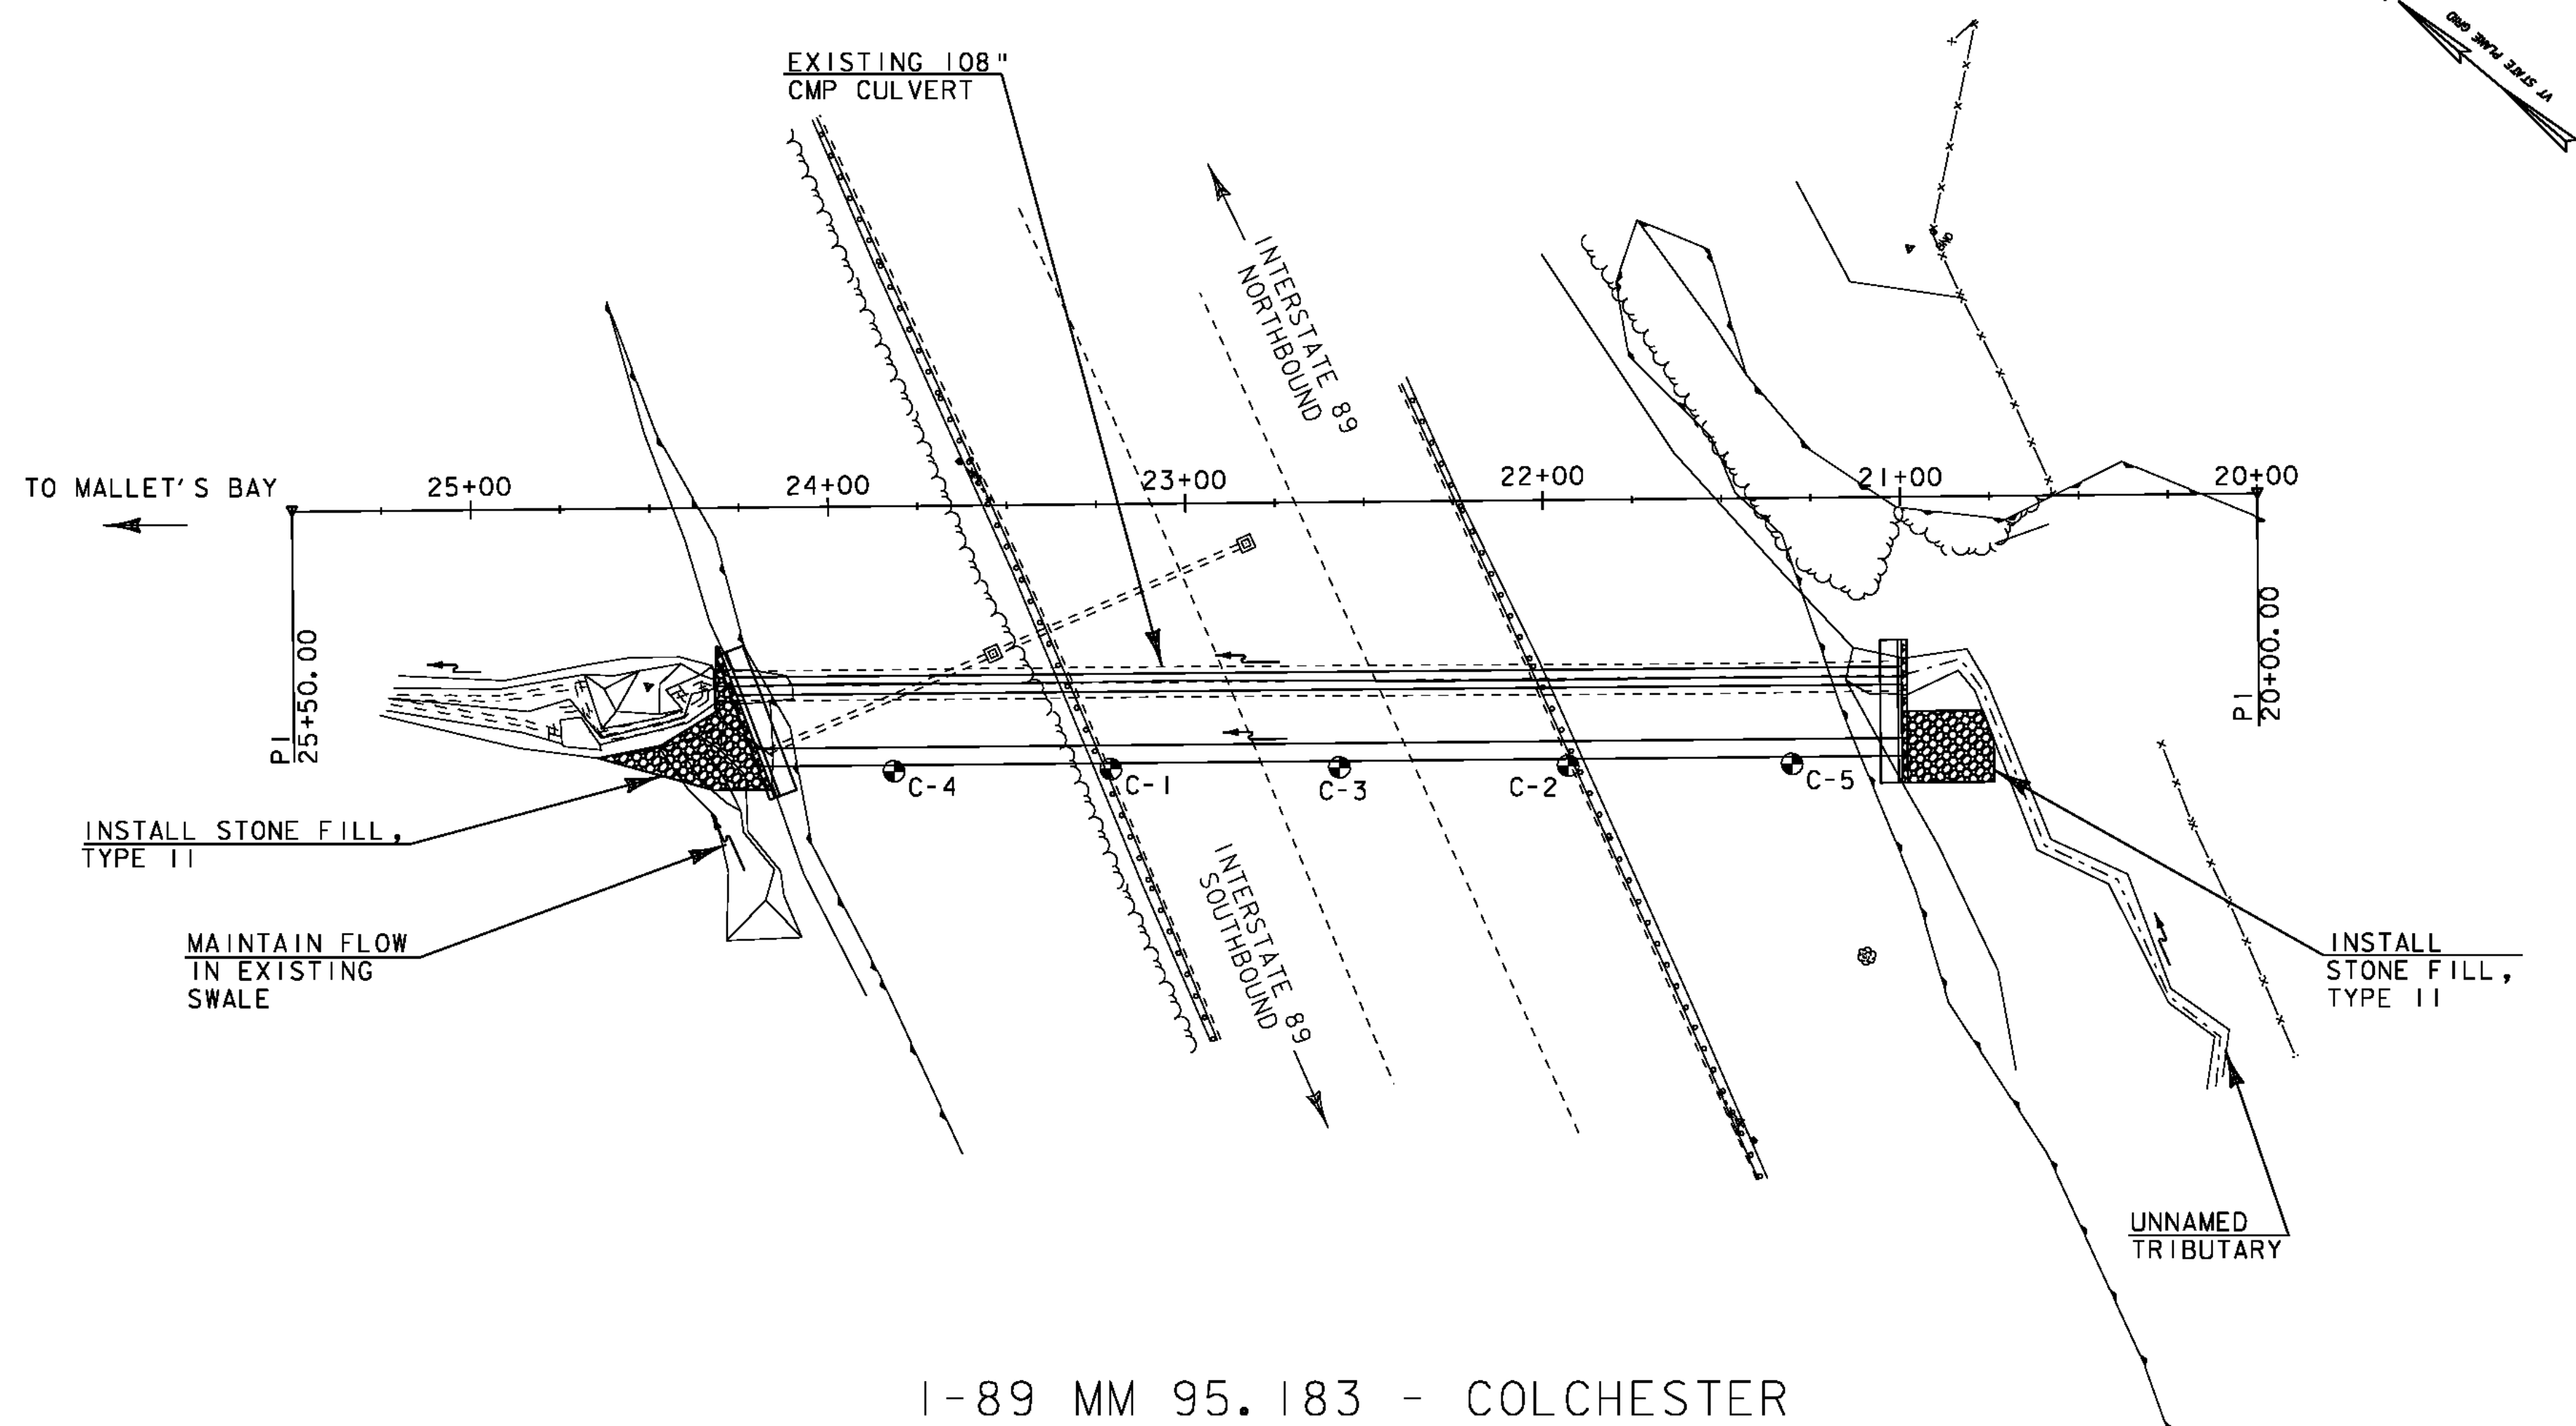 VT STATE PLANE GRID
EXISTING 108"
CMP CULVERT
INTERSTATE 89
NORTHBOUND
TO MALLET'S BAY
25+00
24+00
23+00
22+00
21+00
20+00
PI
25+50.00
PI
20+00.00
C-4
C-1
C-3
C-2
C-5
INSTALL STONE FILL,
TYPE II
INTERSTATE 89
SOUTHBOUND
MAINTAIN FLOW
IN EXISTING
SWALE
INSTALL
STONE FILL,
TYPE II
UNNAMED
TRIBUTARY
I-89 MM 95.183 - COLCHESTER